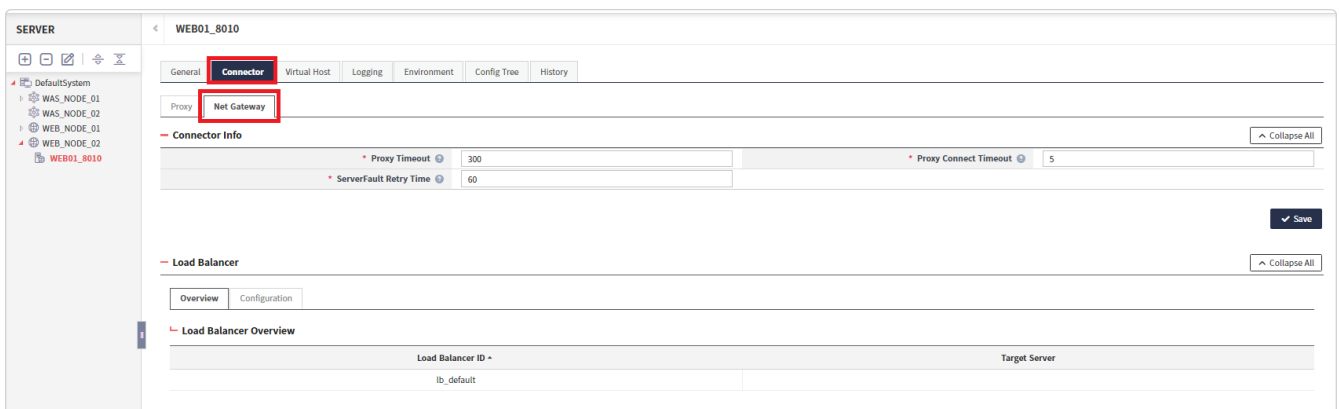 SERVER
WEB01_8010
DefaultSystem
WAS_NODE_01
WAS_NODE_02
WEB_NODE_01
WEB_NODE_02
WEB01_8010
General Connector Virtual Host Logging Environment Config Tree History
Proxy Net Gateway
Connector Info
Collapse All
* Proxy Timeout ? 300 * Proxy Connect Timeout ? 5
* ServerFault Retry Time ? 60
Save
Load Balancer
Collapse All
Overview Configuration
Load Balancer Overview
Load Balancer ID Target Server
lb_default